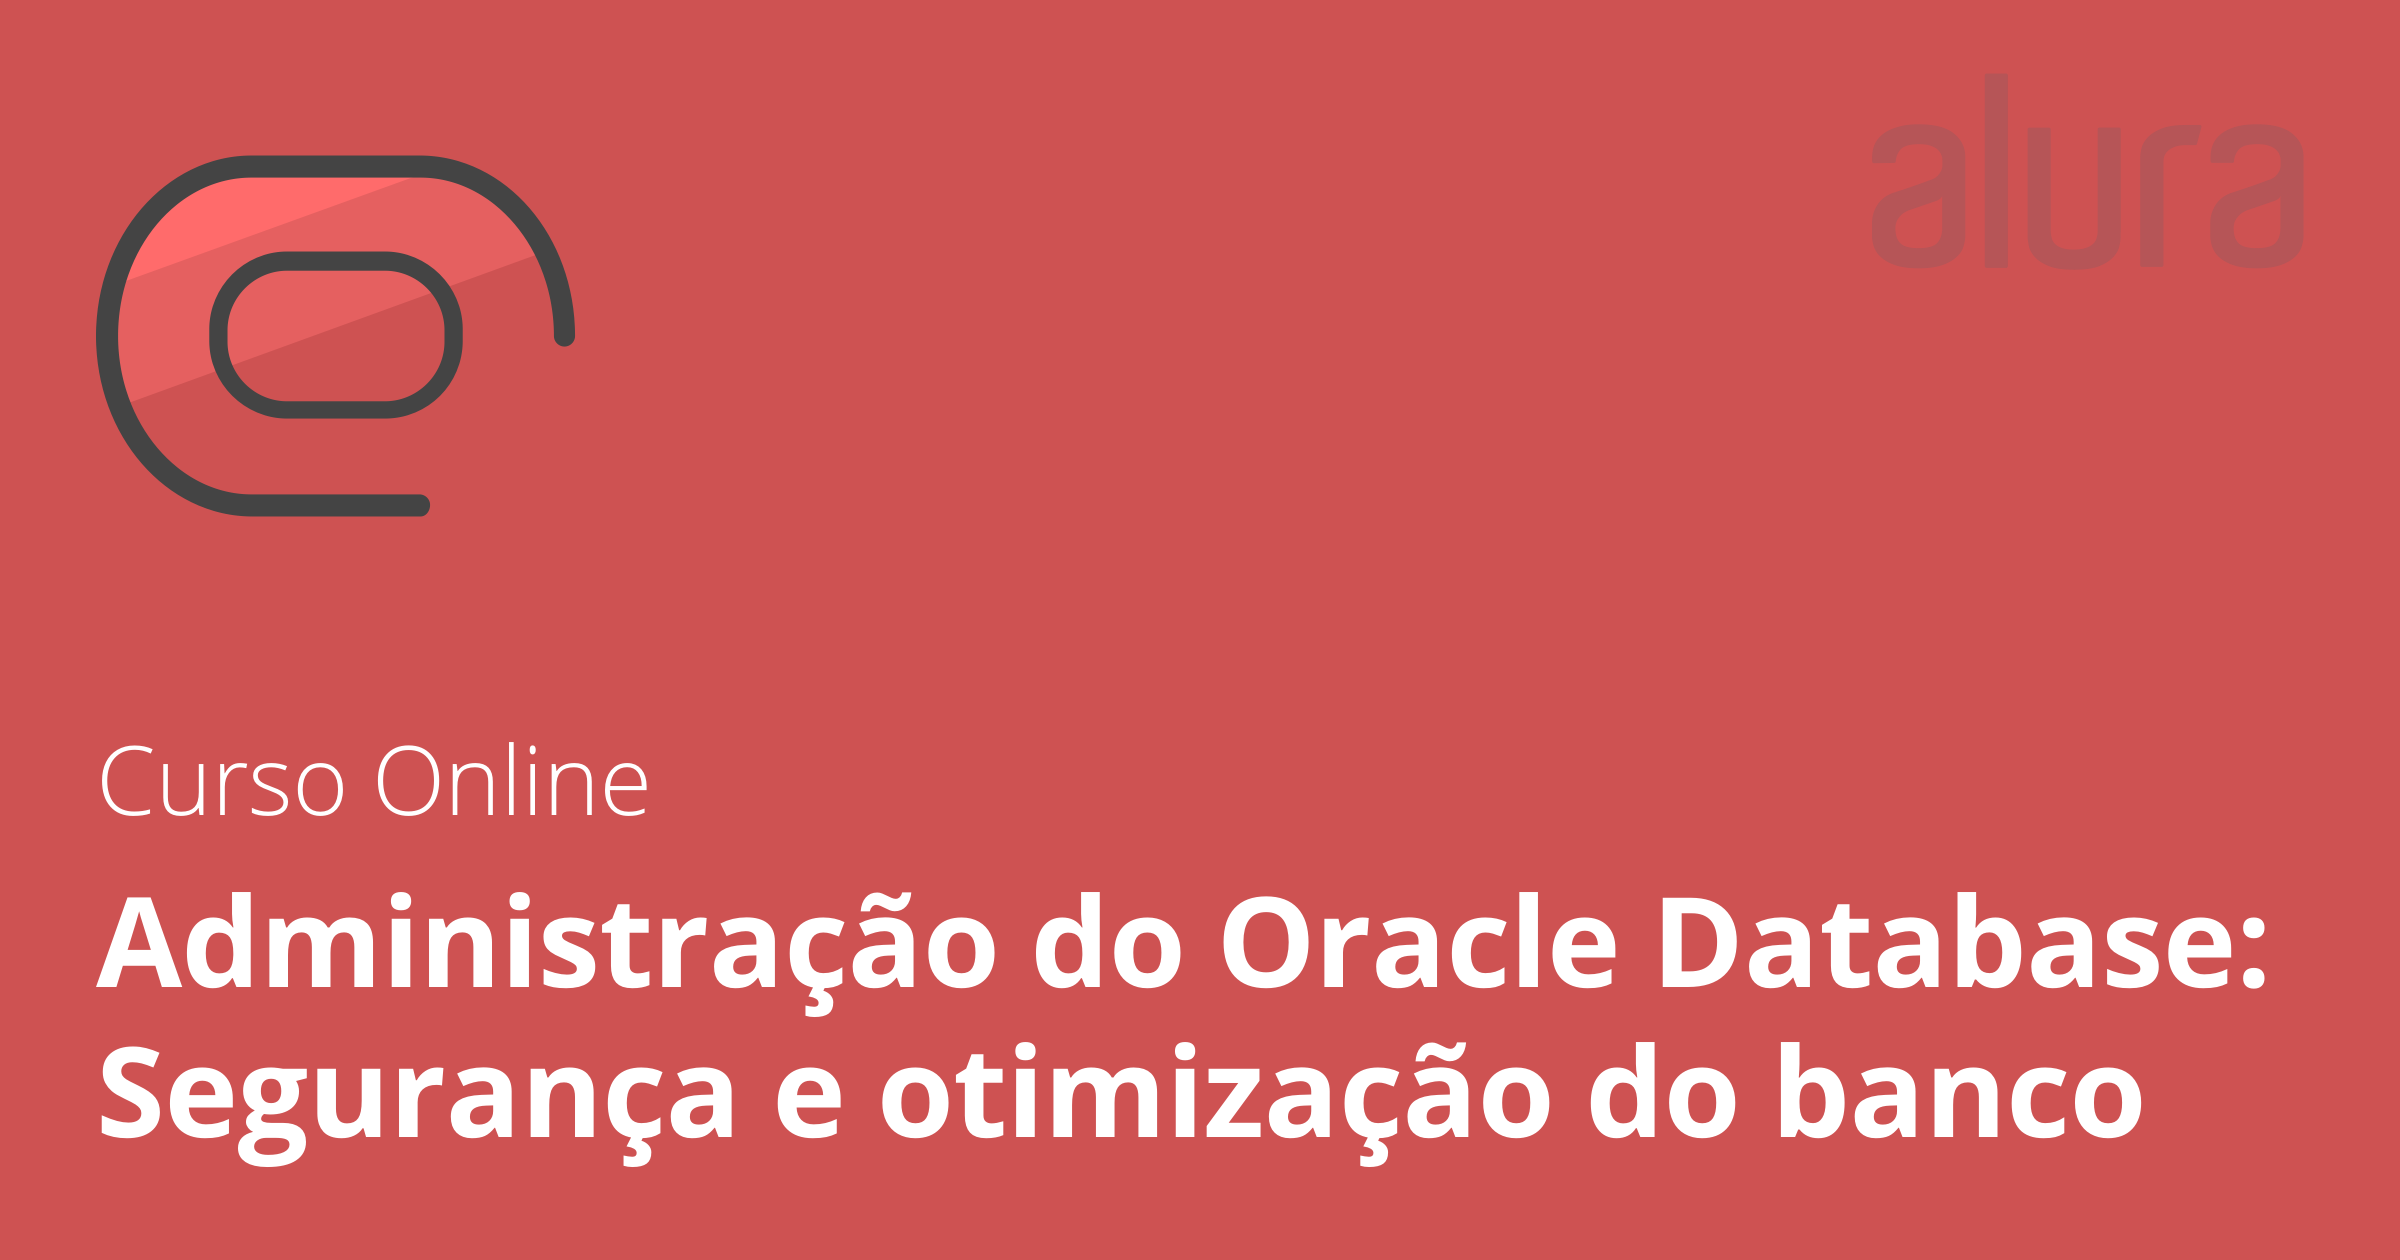 alura
Curso Online
Administração do Oracle Database:
Segurança e otimização do banco